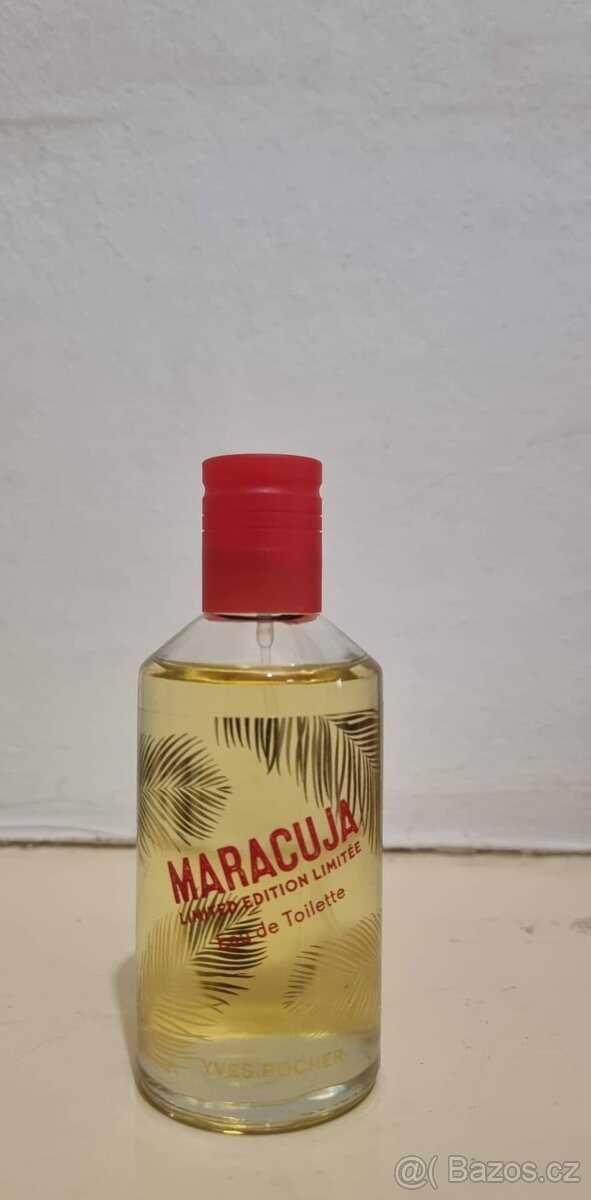 MARACUJA
LIMITED EDITION LIMITÉE
Eau de Toilette
YVES ROCHER
@( Bazos.cz